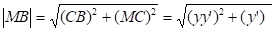 |MB| = √((CB)² + (MC)²) = √((yy')² + (y')